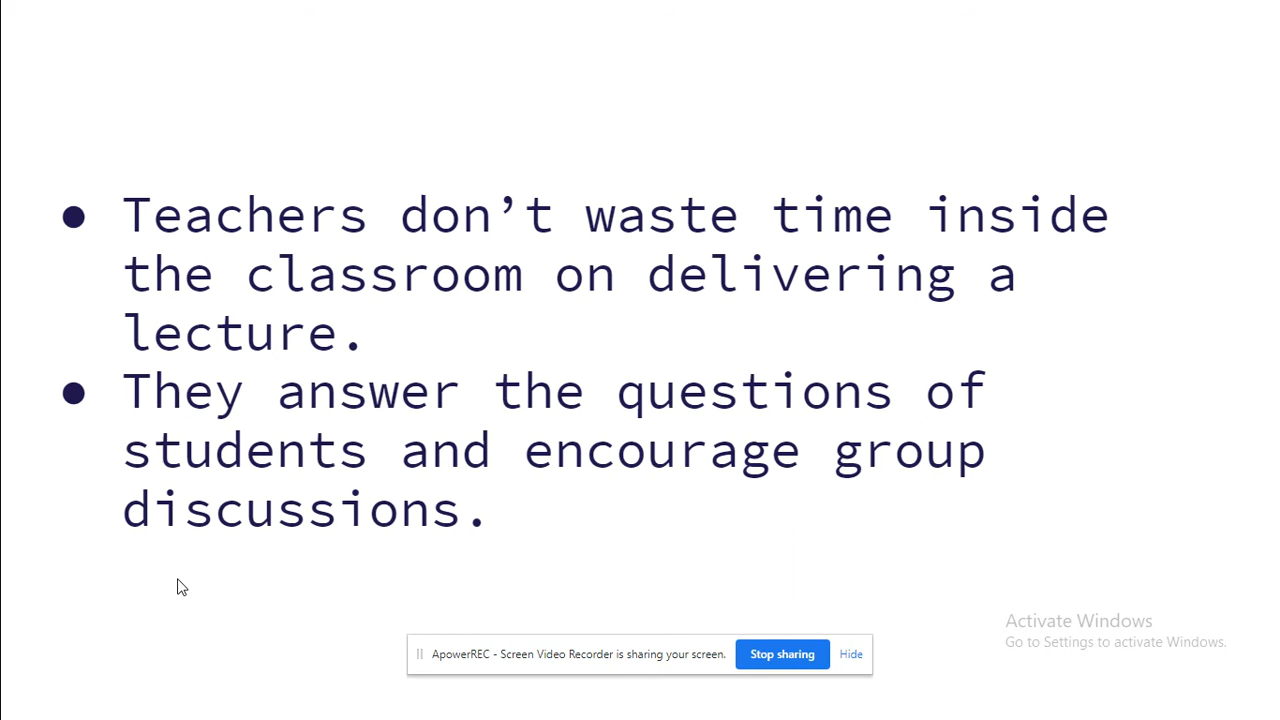 ● Teachers don’t waste time inside
the classroom on delivering a
lecture.
● They answer the questions of
students and encourage group
discussions.
Activate Windows
Go to Settings to activate Windows.
ApowerREC - Screen Video Recorder is sharing your screen. Stop sharing Hide